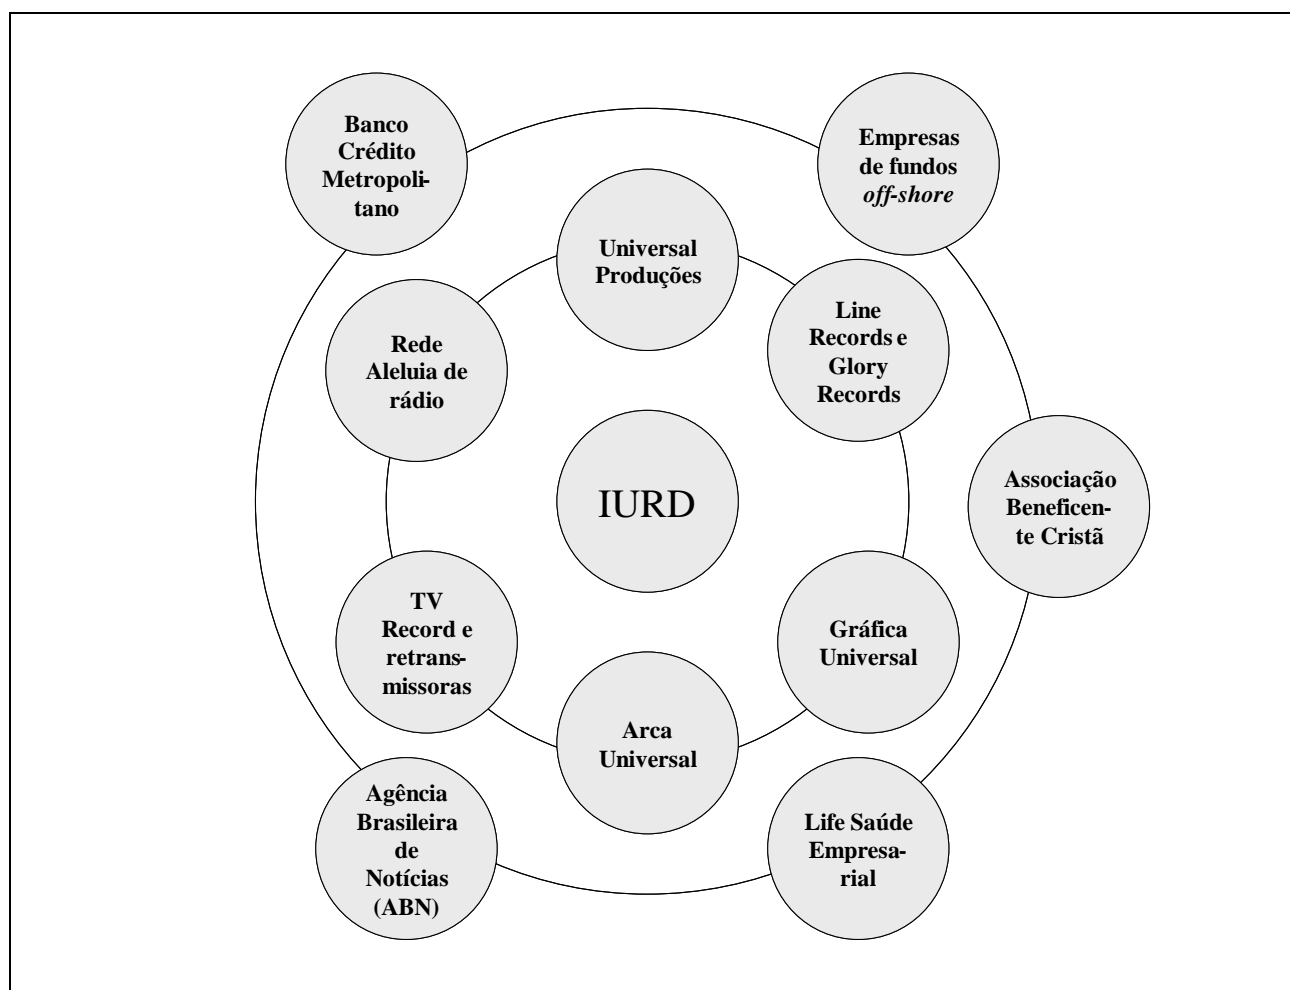 Banco
Crédito
Metropoli-
tano
Empresas
de fundos
off-shore
Universal
Produções
Line
Records e
Glory
Records
Rede
Aleluia de
rádio
IURD
Associação
Beneficen-
te Cristã
TV
Record e
retrans-
missoras
Gráfica
Universal
Arca
Universal
Agência
Brasileira
de
Notícias
(ABN)
Life Saúde
Empresa-
rial